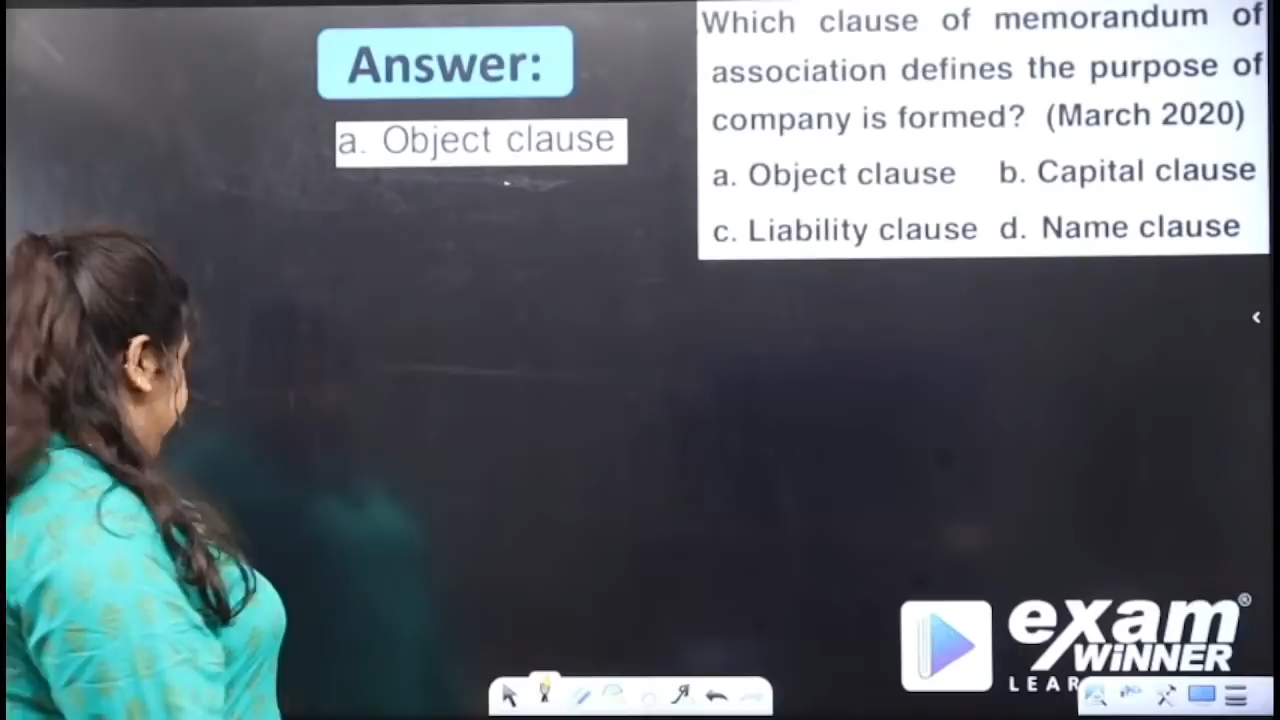 Answer:
a. Object clause
Which clause of memorandum of
association defines the purpose of
company is formed? (March 2020)
a. Object clause b. Capital clause
c. Liability clause d. Name clause
exam®
WiNNER
LEAR